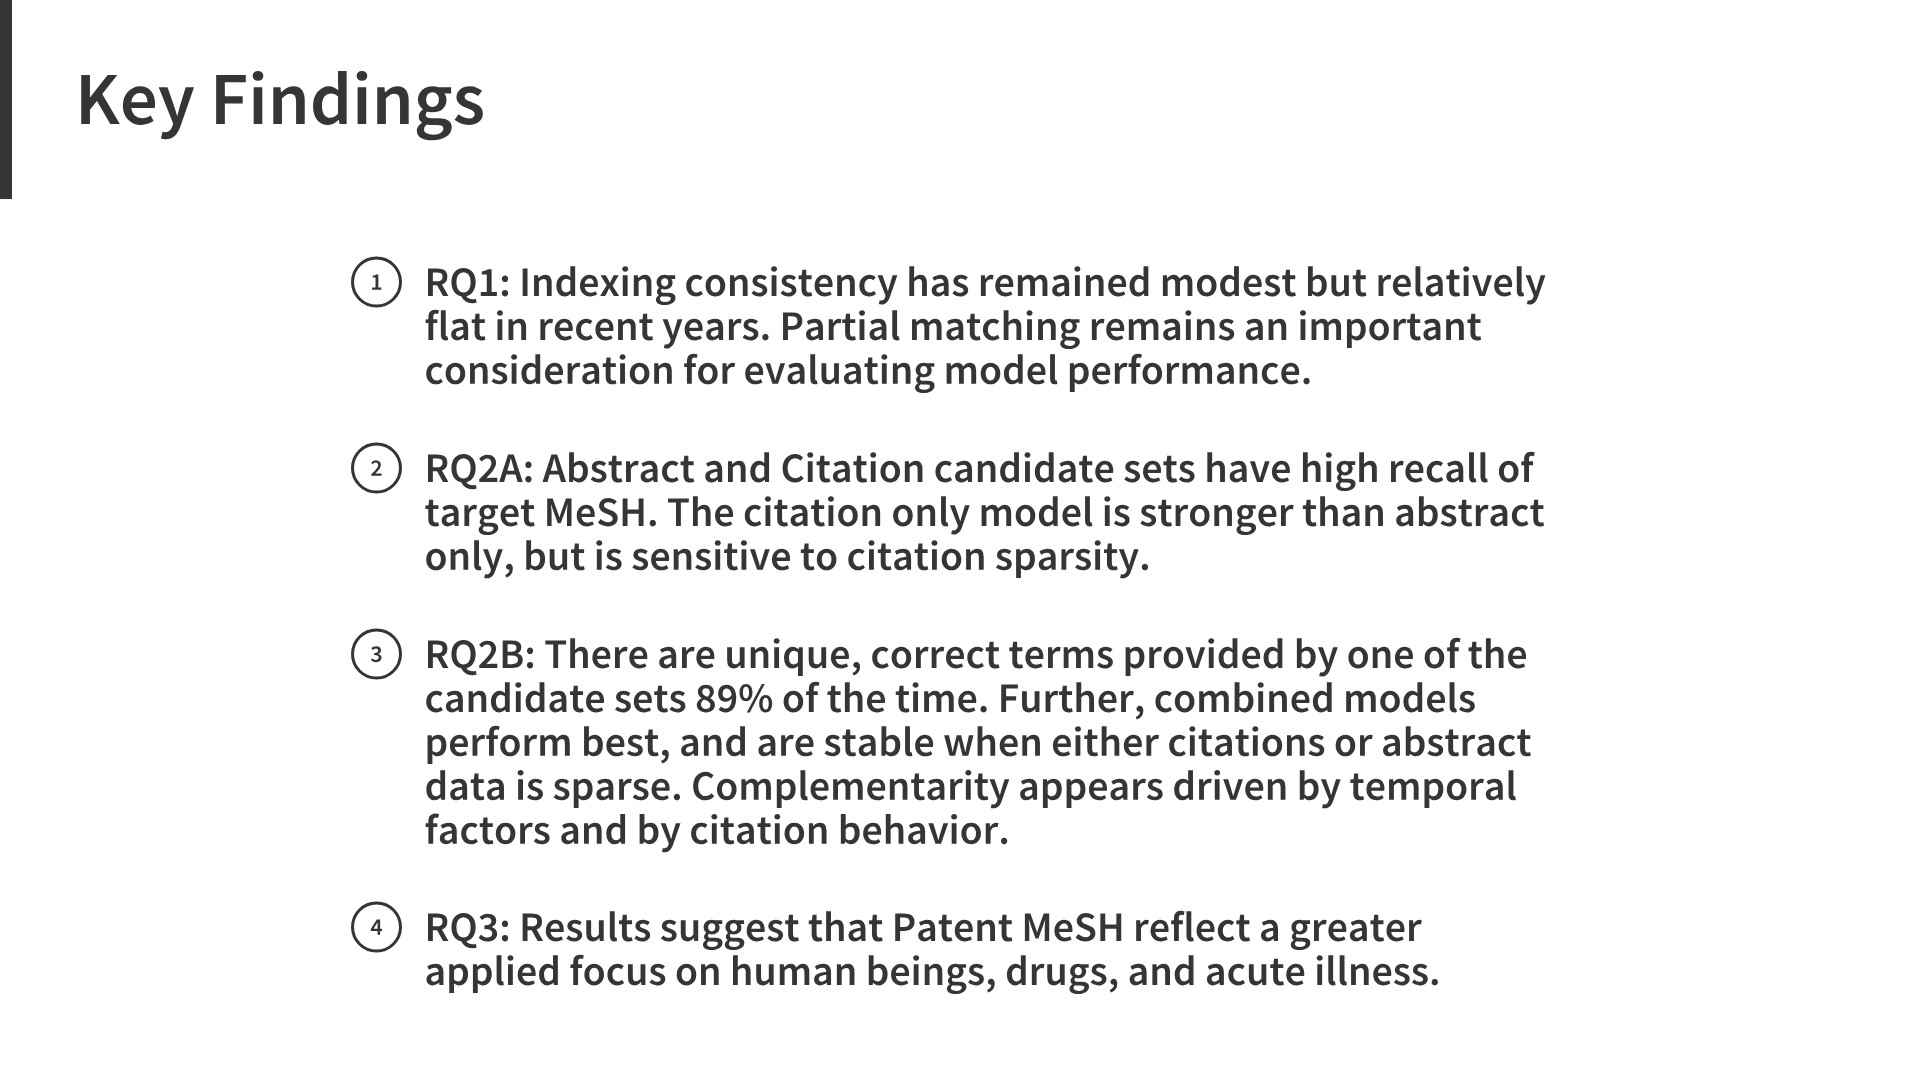 Key Findings
1 RQ1: Indexing consistency has remained modest but relatively
flat in recent years. Partial matching remains an important
consideration for evaluating model performance.
2 RQ2A: Abstract and Citation candidate sets have high recall of
target MeSH. The citation only model is stronger than abstract
only, but is sensitive to citation sparsity.
3 RQ2B: There are unique, correct terms provided by one of the
candidate sets 89% of the time. Further, combined models
perform best, and are stable when either citations or abstract
data is sparse. Complementarity appears driven by temporal
factors and by citation behavior.
4 RQ3: Results suggest that Patent MeSH reflect a greater
applied focus on human beings, drugs, and acute illness.